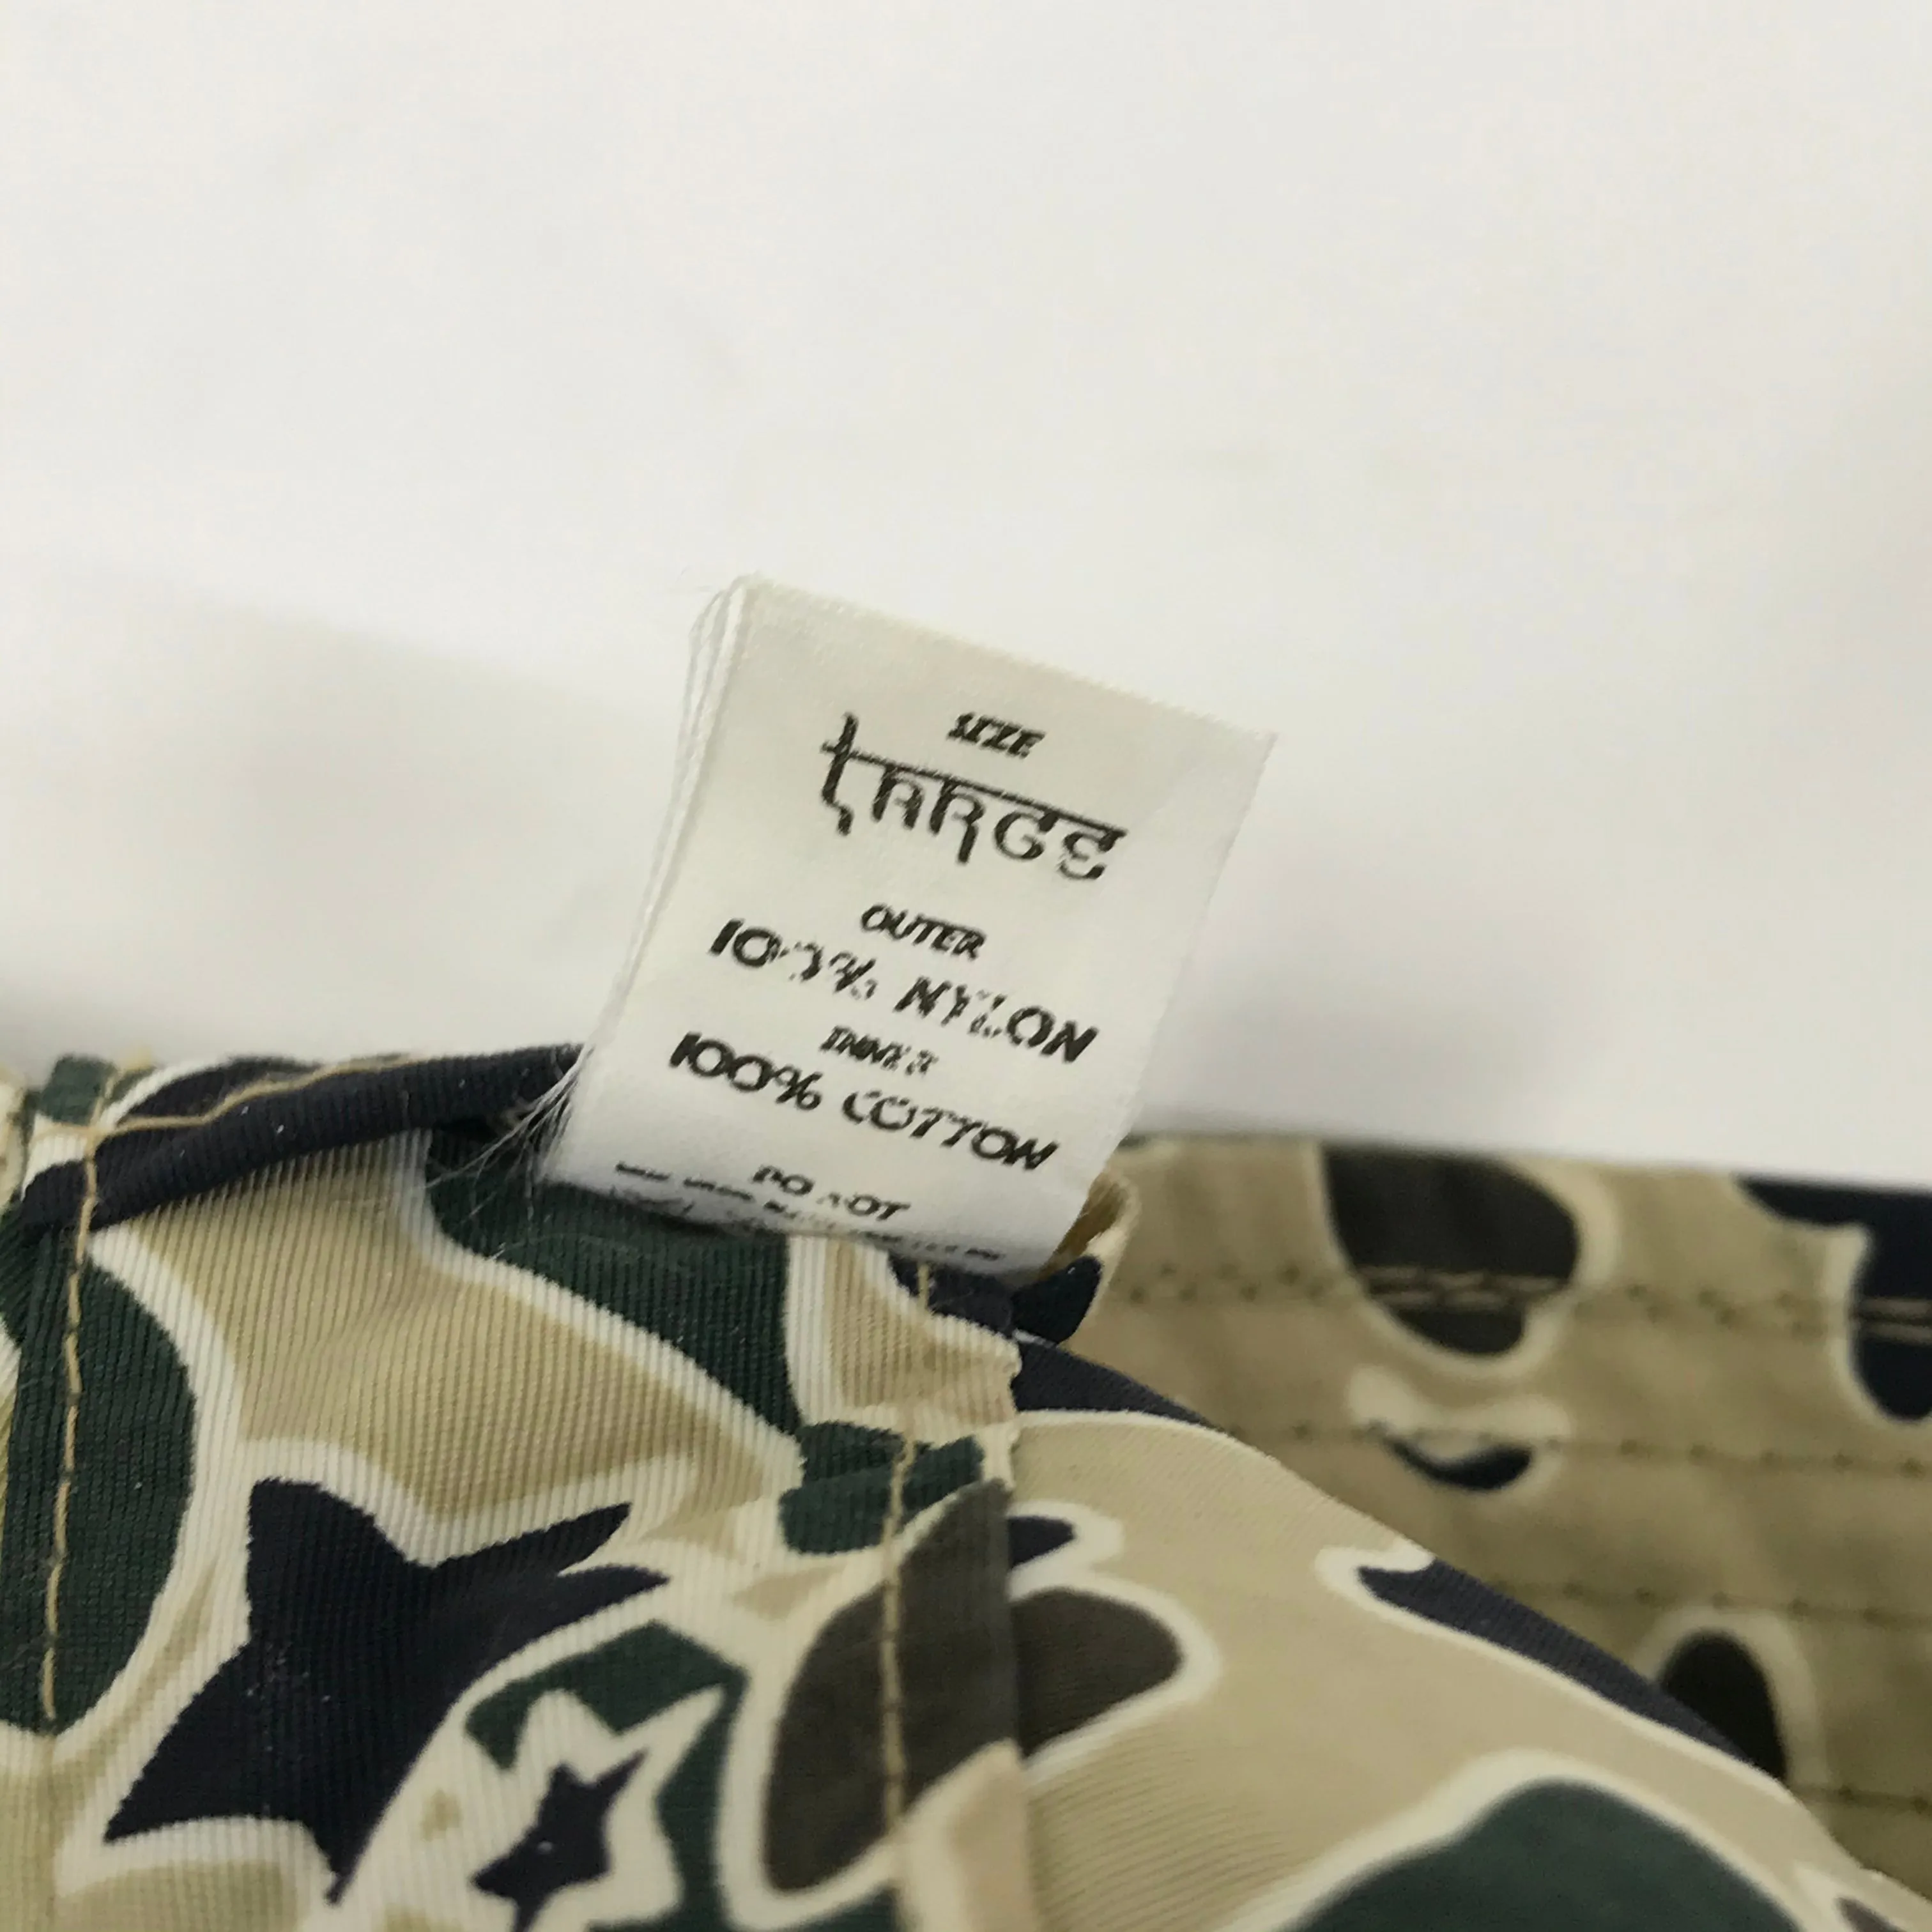 SIZE
LARGE
OUTER
100% NYLON
INNER
100% COTTON
DO NOT